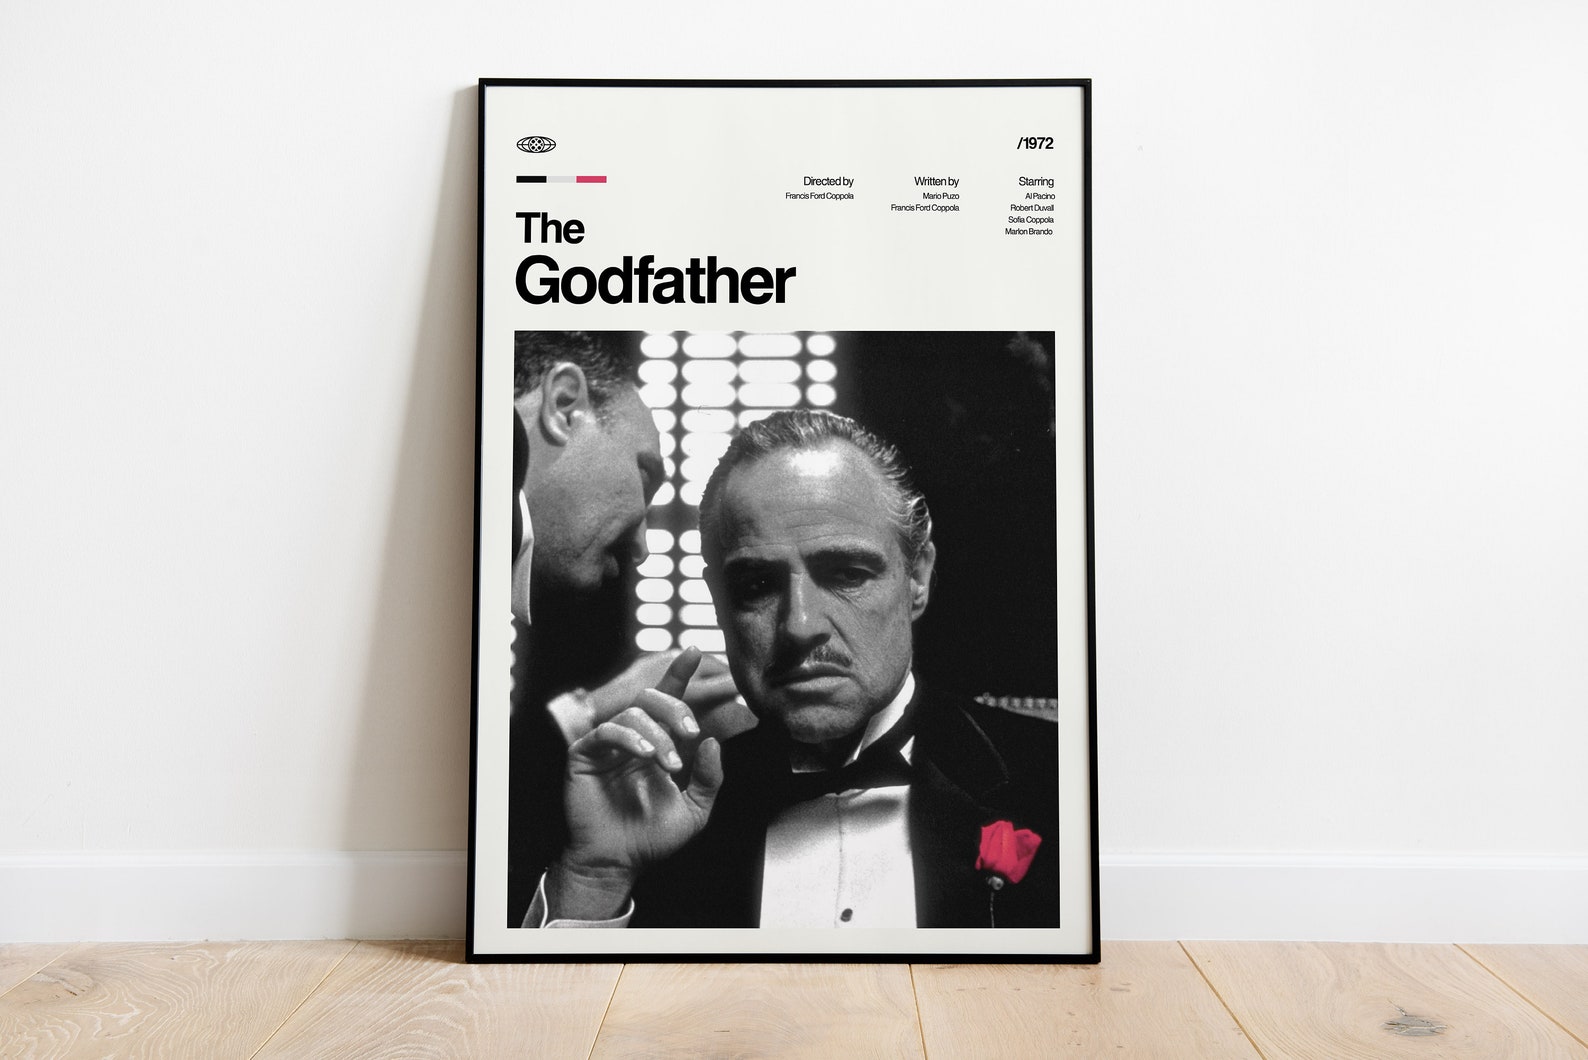 /1972
Directed by
Francis Ford Coppola
Written by
Mario Puzo
Francis Ford Coppola
Starring
Al Pacino
Robert Duvall
Sofia Coppola
Marlon Brando
The
Godfather